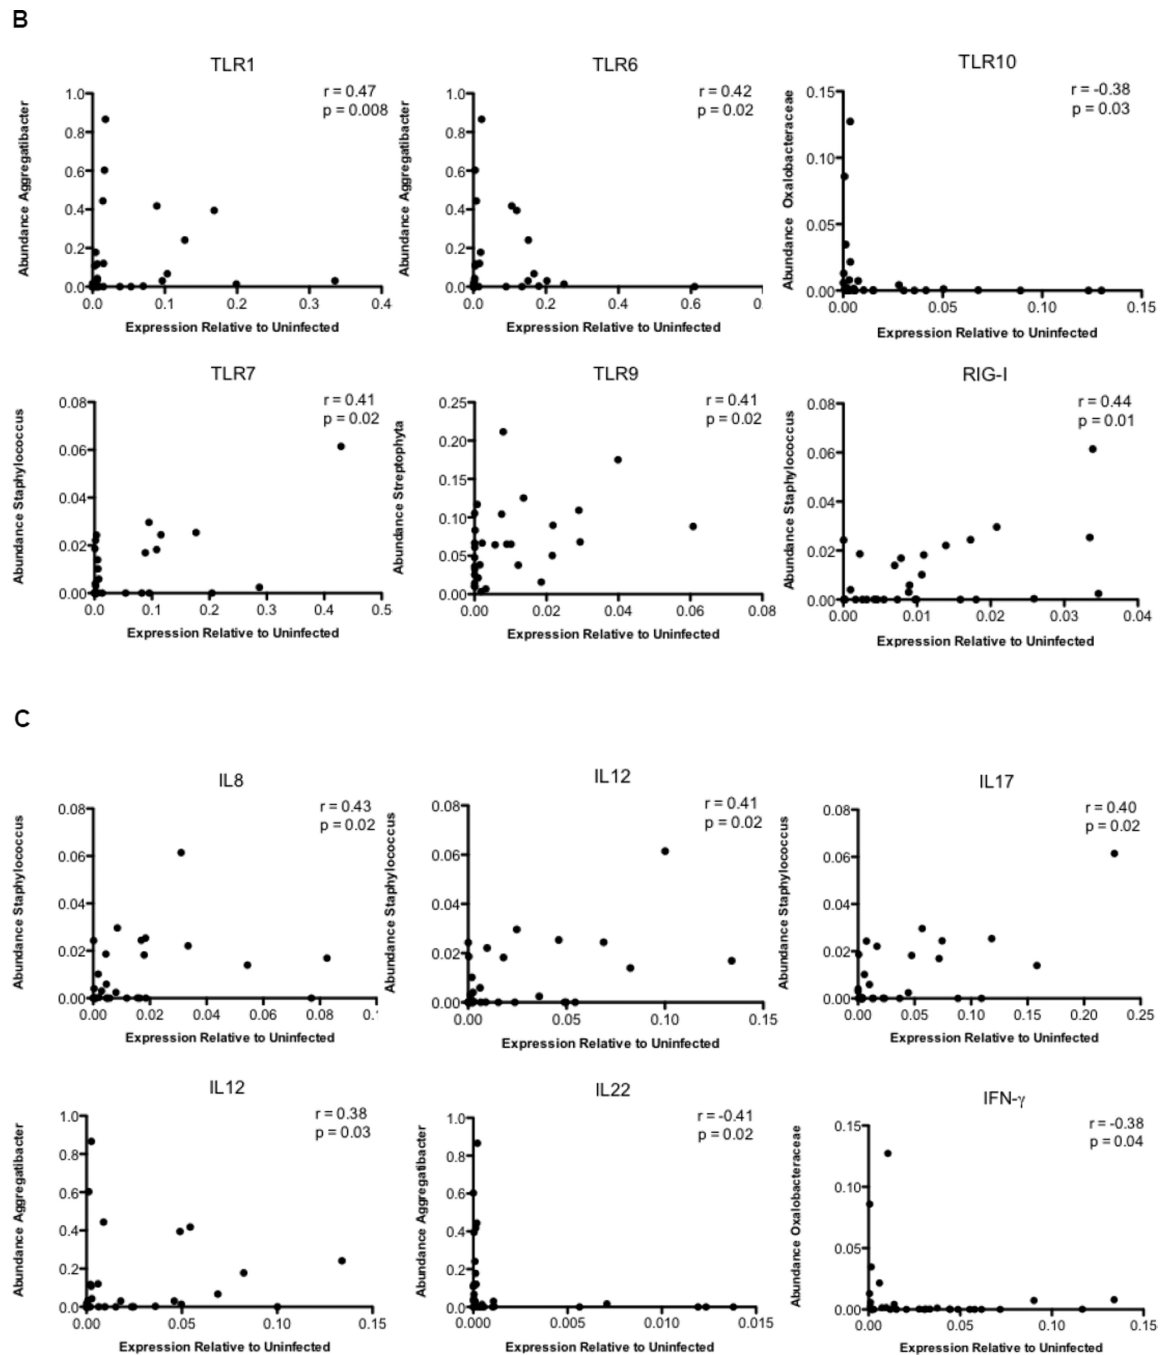 B
TLR1
r = 0.47
p = 0.008
Abundance Aggregatibacter
1.0
0.8
0.6
0.4
0.2
0.0
0.0 0.1 0.2 0.3 0.4
Expression Relative to Uninfected
TLR6
r = 0.42
p = 0.02
Abundance Aggregatibacter
1.0
0.8
0.6
0.4
0.2
0.0
0.0 0.2 0.4 0.6 0.
Expression Relative to Uninfected
TLR10
r = -0.38
p = 0.03
Abundance Oxalobacteraceae
0.15
0.10
0.05
0.00
0.00 0.05 0.10 0.15
Expression Relative to Uninfected
TLR7
r = 0.41
p = 0.02
Abundance Staphylococcus
0.08
0.06
0.04
0.02
0.00
0.0 0.1 0.2 0.3 0.4 0.5
Expression Relative to Uninfected
TLR9
r = 0.41
p = 0.02
Abundance Streptophyta
0.25
0.20
0.15
0.10
0.05
0.00
0.00 0.02 0.04 0.06 0.08
Expression Relative to Uninfected
RIG-I
r = 0.44
p = 0.01
Abundance Staphylococcus
0.08
0.06
0.04
0.02
0.00
0.00 0.01 0.02 0.03 0.04
Expression Relative to Uninfected
C
IL8
r = 0.43
p = 0.02
Abundance Staphylococcus
0.08
0.06
0.04
0.02
0.00
0.00 0.02 0.04 0.06 0.08 0.1
Expression Relative to Uninfected
IL12
r = 0.41
p = 0.02
Abundance Staphylococcus
0.08
0.06
0.04
0.02
0.00
0.00 0.05 0.10 0.15
Expression Relative to Uninfected
IL17
r = 0.40
p = 0.02
Abundance Staphylococcus
0.08
0.06
0.04
0.02
0.00
0.00 0.05 0.10 0.15 0.20 0.25
Expression Relative to Uninfected
IL12
r = 0.38
p = 0.03
Abundance Aggregatibacter
1.0
0.8
0.6
0.4
0.2
0.0
0.00 0.05 0.10 0.15
Expression Relative to Uninfected
IL22
r = -0.41
p = 0.02
Abundance Aggregatibacter
1.0
0.8
0.6
0.4
0.2
0.0
0.000 0.005 0.010 0.015
Expression Relative to Uninfected
IFN-γ
r = -0.38
p = 0.04
Abundance Oxalobacteraceae
0.15
0.10
0.05
0.00
0.00 0.05 0.10 0.15
Expression Relative to Uninfected